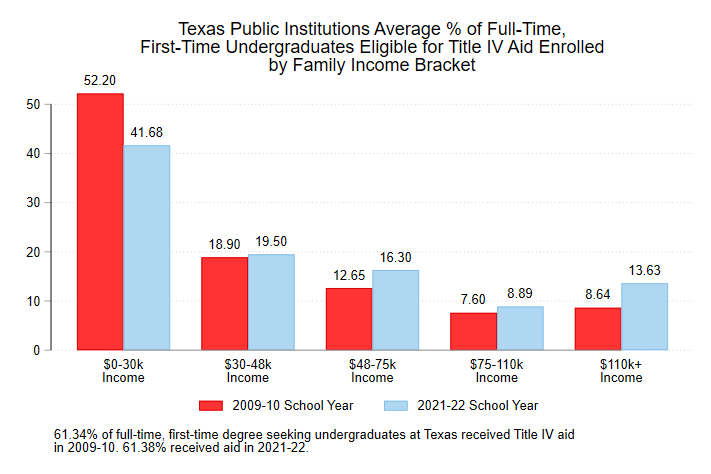 Texas Public Institutions Average % of Full-Time,
First-Time Undergraduates Eligible for Title IV Aid Enrolled
by Family Income Bracket
52.20
50
41.68
40
30
18.90
19.50
20
16.30
12.65
13.63
10
7.60
8.89
8.64
0
$0-30k
Income
$30-48k
Income
$48-75k
Income
$75-110k
Income
$110k+
Income
2009-10 School Year
2021-22 School Year
61.34% of full-time, first-time degree seeking undergraduates at Texas received Title IV aid
in 2009-10. 61.38% received aid in 2021-22.